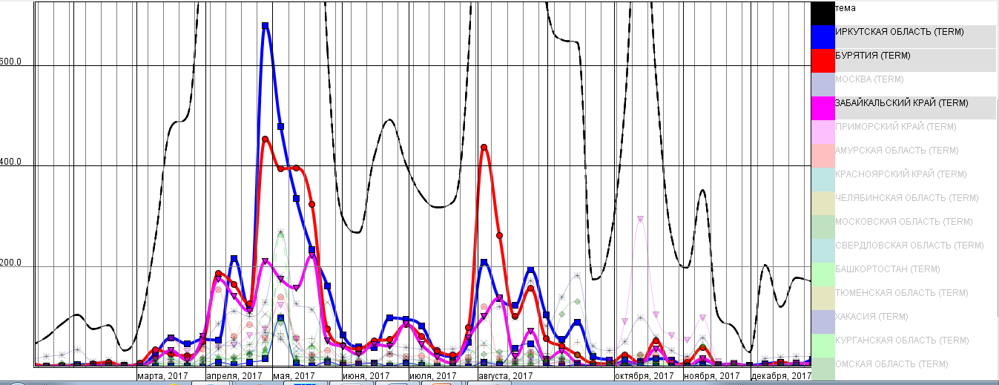 тема
ИРКУТСКАЯ ОБЛАСТЬ (TERM)
БУРЯТИЯ (TERM)
МОСКВА (TERM)
ЗАБАЙКАЛЬСКИЙ КРАЙ (TERM)
ПРИМОРСКИЙ КРАЙ (TERM)
АМУРСКАЯ ОБЛАСТЬ (TERM)
КРАСНОЯРСКИЙ КРАЙ (TERM)
ЧЕЛЯБИНСКАЯ ОБЛАСТЬ (TERM)
МОСКОВСКАЯ ОБЛАСТЬ (TERM)
СВЕРДЛОВСКАЯ ОБЛАСТЬ (TERM)
БАШКОРТОСТАН (TERM)
ТЮМЕНСКАЯ ОБЛАСТЬ (TERM)
ХАКАСИЯ (TERM)
КУРГАНСКАЯ ОБЛАСТЬ (TERM)
ОМСКАЯ ОБЛАСТЬ (TERM)
600.0
400.0
200.0
марта, 2017 апреля, 2017 мая, 2017 июня, 2017 июля, 2017 августа, 2017 октября, 2017 ноября, 2017 декабря, 2017